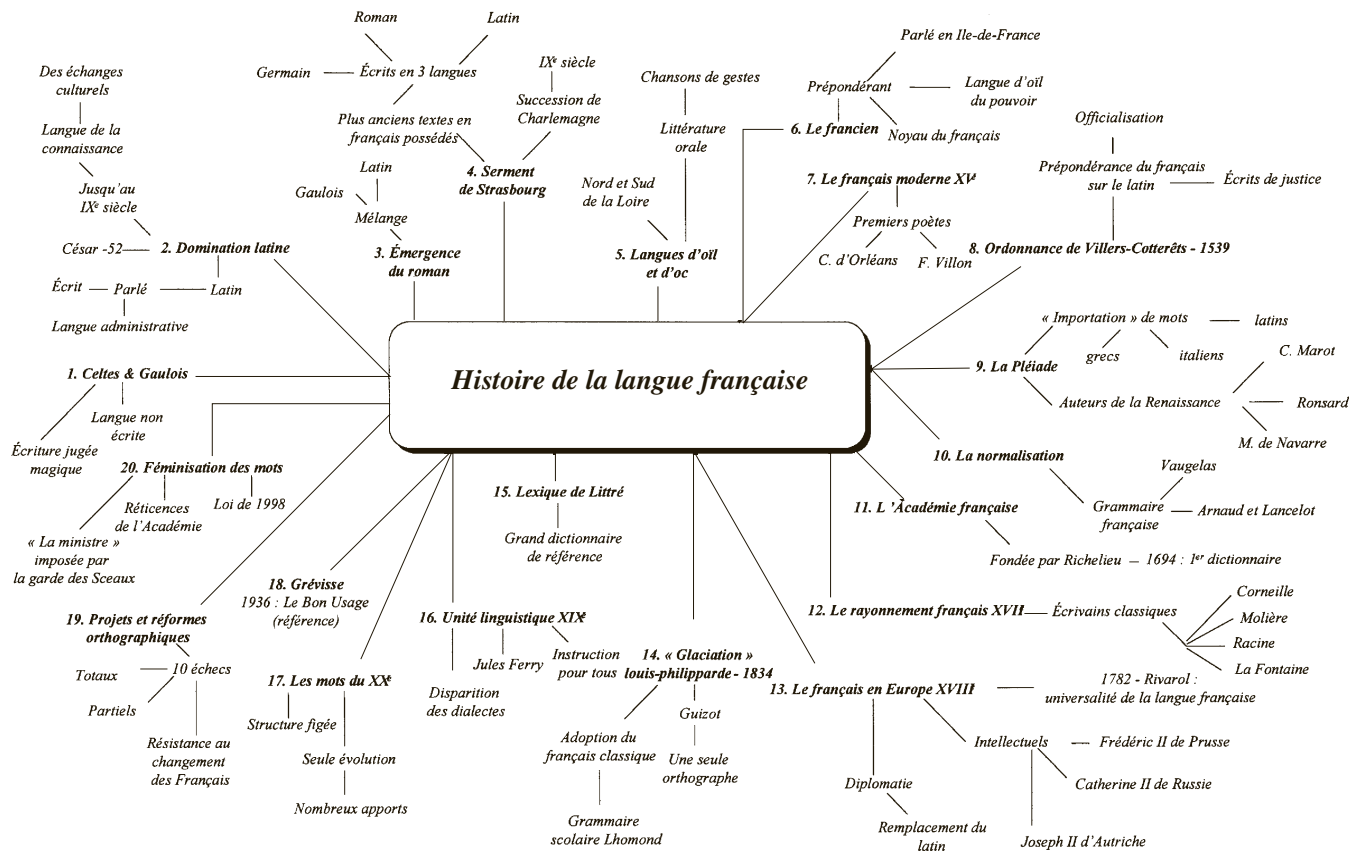 Histoire de la langue française
1. Celtes & Gaulois
Langue non
écrite
Écriture jugée
magique
2. Domination latine
César -52
Jusqu'au
IXe siècle
Langue de la
connaissance
Des échanges
culturels
Latin
Parlé
Écrit
Langue administrative
3. Émergence
du roman
Mélange
Gaulois
Latin
4. Serment
de Strasbourg
Plus anciens textes en
français possédés
Écrits en 3 langues
Germain
Roman
Latin
Succession de
Charlemagne
IXe siècle
5. Langues d'oïl
et d'oc
Nord et Sud
de la Loire
Littérature
orale
Chansons de gestes
6. Le francien
Prépondérant
Parlé en Ile-de-France
Langue d'oïl
du pouvoir
Noyau du français
7. Le français moderne XVe
Premiers poètes
C. d'Orléans
F. Villon
8. Ordonnance de Villers-Cotterêts - 1539
Prépondérance du français
sur le latin
Officialisation
Écrits de justice
9. La Pléiade
« Importation » de mots
latins
grecs
italiens
Auteurs de la Renaissance
C. Marot
Ronsard
M. de Navarre
10. La normalisation
Grammaire
française
Vaugelas
Arnaud et Lancelot
11. L 'Académie française
Fondée par Richelieu – 1694 : 1er dictionnaire
12. Le rayonnement français XVIIe
Écrivains classiques
Corneille
Molière
Racine
La Fontaine
13. Le français en Europe XVIIIe
1782 - Rivarol :
universalité de la langue française
Intellectuels
Frédéric II de Prusse
Catherine II de Russie
Joseph II d'Autriche
Diplomatie
Remplacement du
latin
14. « Glaciation »
louis-philipparde - 1834
Guizot
Une seule
orthographe
Adoption du
français classique
Grammaire
scolaire Lhomond
15. Lexique de Littré
Grand dictionnaire
de référence
16. Unité linguistique XIXe
Jules Ferry
Instruction
pour tous
Disparition
des dialectes
17. Les mots du XXe
Structure figée
Seule évolution
Nombreux apports
18. Grévisse
1936 : Le Bon Usage
(référence)
19. Projets et réformes
orthographiques
10 échecs
Totaux
Partiels
Résistance au
changement
des Français
20. Féminisation des mots
Loi de 1998
Réticences
de l'Académie
« La ministre »
imposée par
la garde des Sceaux